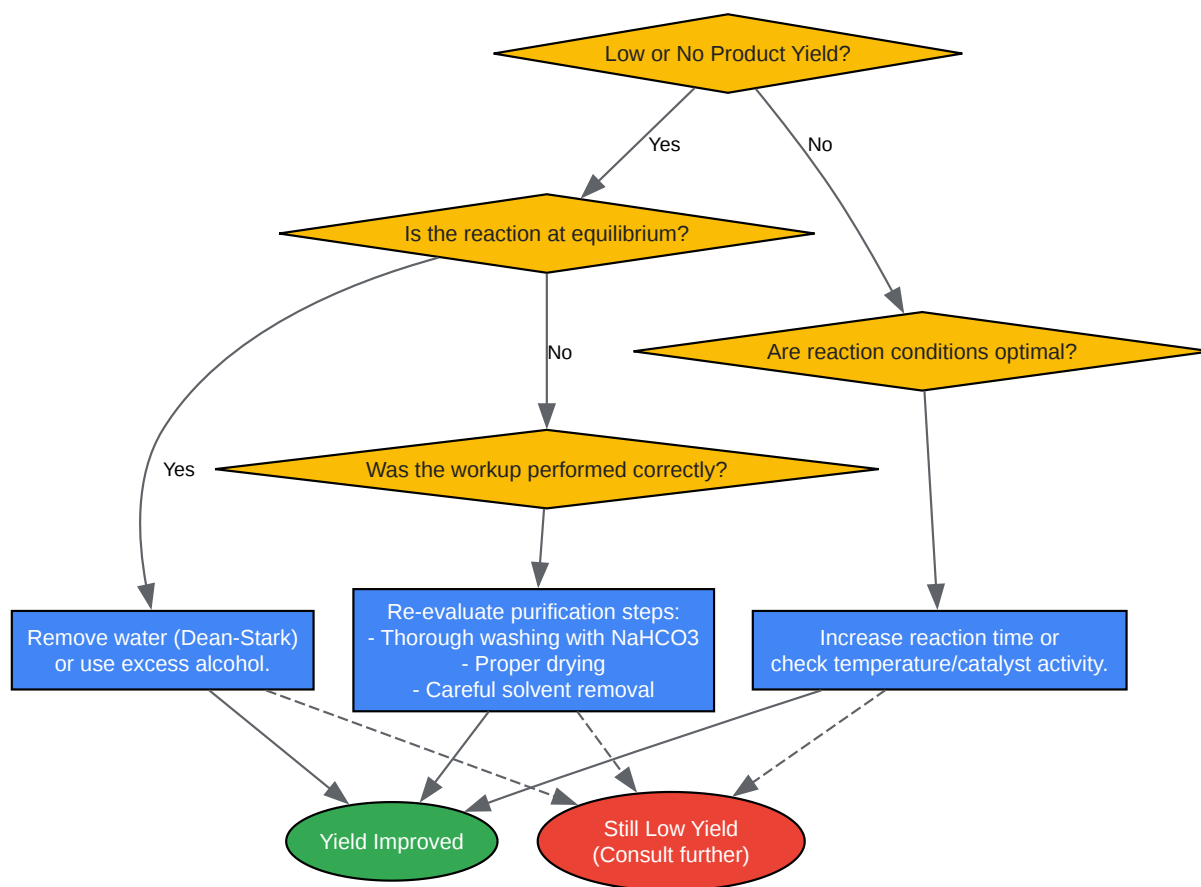 Low or No Product Yield?
Yes
No
Is the reaction at equilibrium?
No
Are reaction conditions optimal?
Yes
Was the workup performed correctly?
Remove water (Dean-Stark)
or use excess alcohol.
Re-evaluate purification steps:
- Thorough washing with NaHCO3
- Proper drying
- Careful solvent removal
Increase reaction time or
check temperature/catalyst activity.
Yield Improved
Still Low Yield
(Consult further)